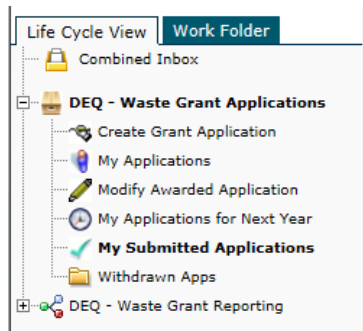 Life Cycle View Work Folder
Combined Inbox
DEQ - Waste Grant Applications
Create Grant Application
My Applications
Modify Awarded Application
My Applications for Next Year
My Submitted Applications
Withdrawn Apps
DEQ - Waste Grant Reporting